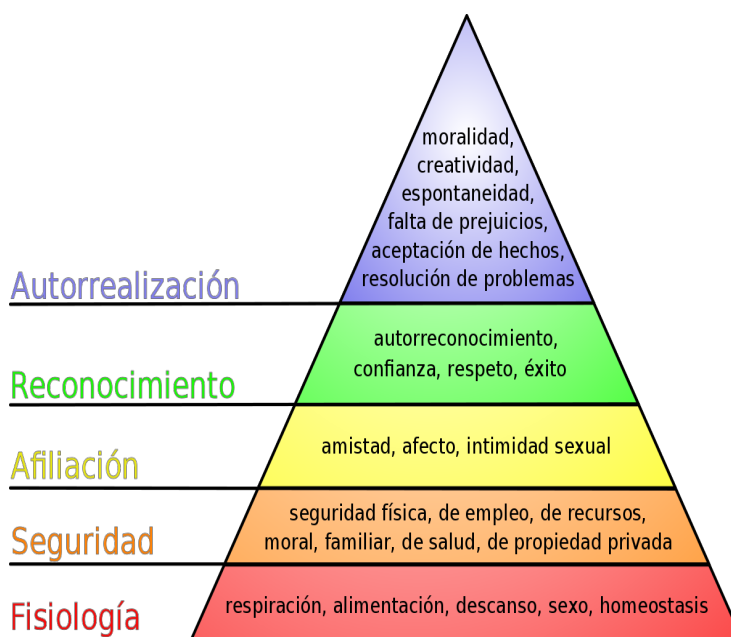 moralidad,
creatividad,
espontaneidad,
falta de prejuicios,
aceptación de hechos,
resolución de problemas
Autorrealización
autorreconocimiento,
confianza, respeto, éxito
Reconocimiento
amistad, afecto, intimidad sexual
Afiliación
seguridad física, de empleo, de recursos,
moral, familiar, de salud, de propiedad privada
Seguridad
respiración, alimentación, descanso, sexo, homeostasis
Fisiología